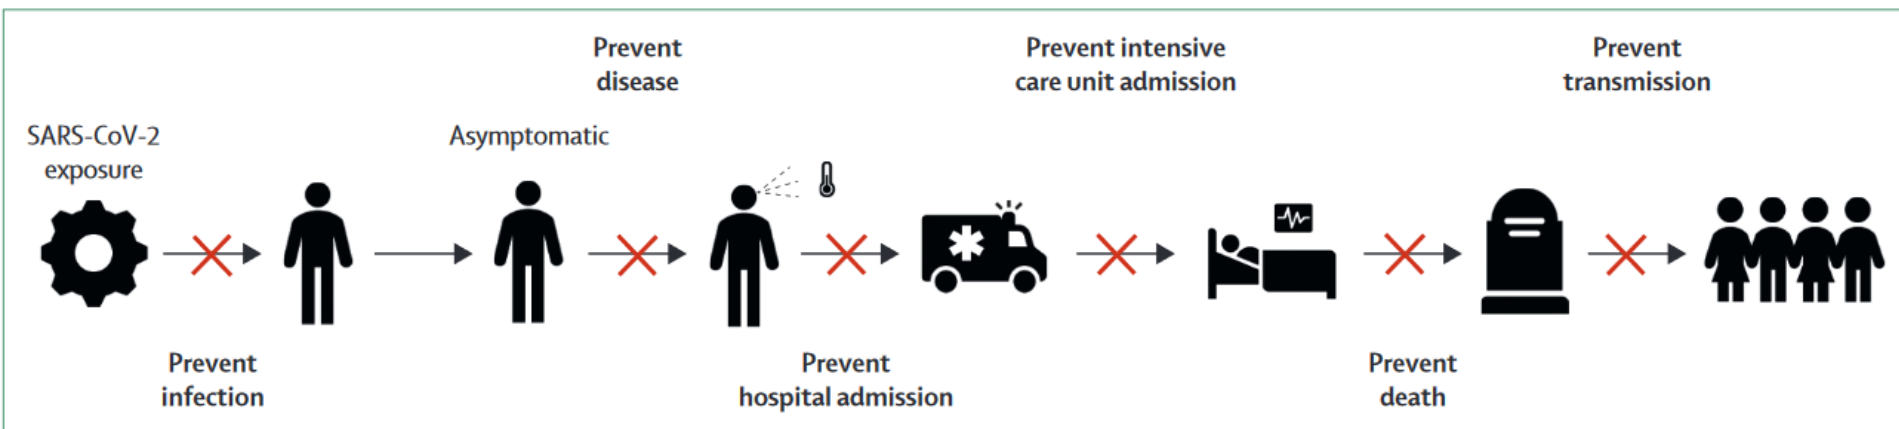 Prevent
disease
Prevent intensive
care unit admission
Prevent
transmission
SARS-CoV-2
exposure
Asymptomatic
Prevent
infection
Prevent
hospital admission
Prevent
death